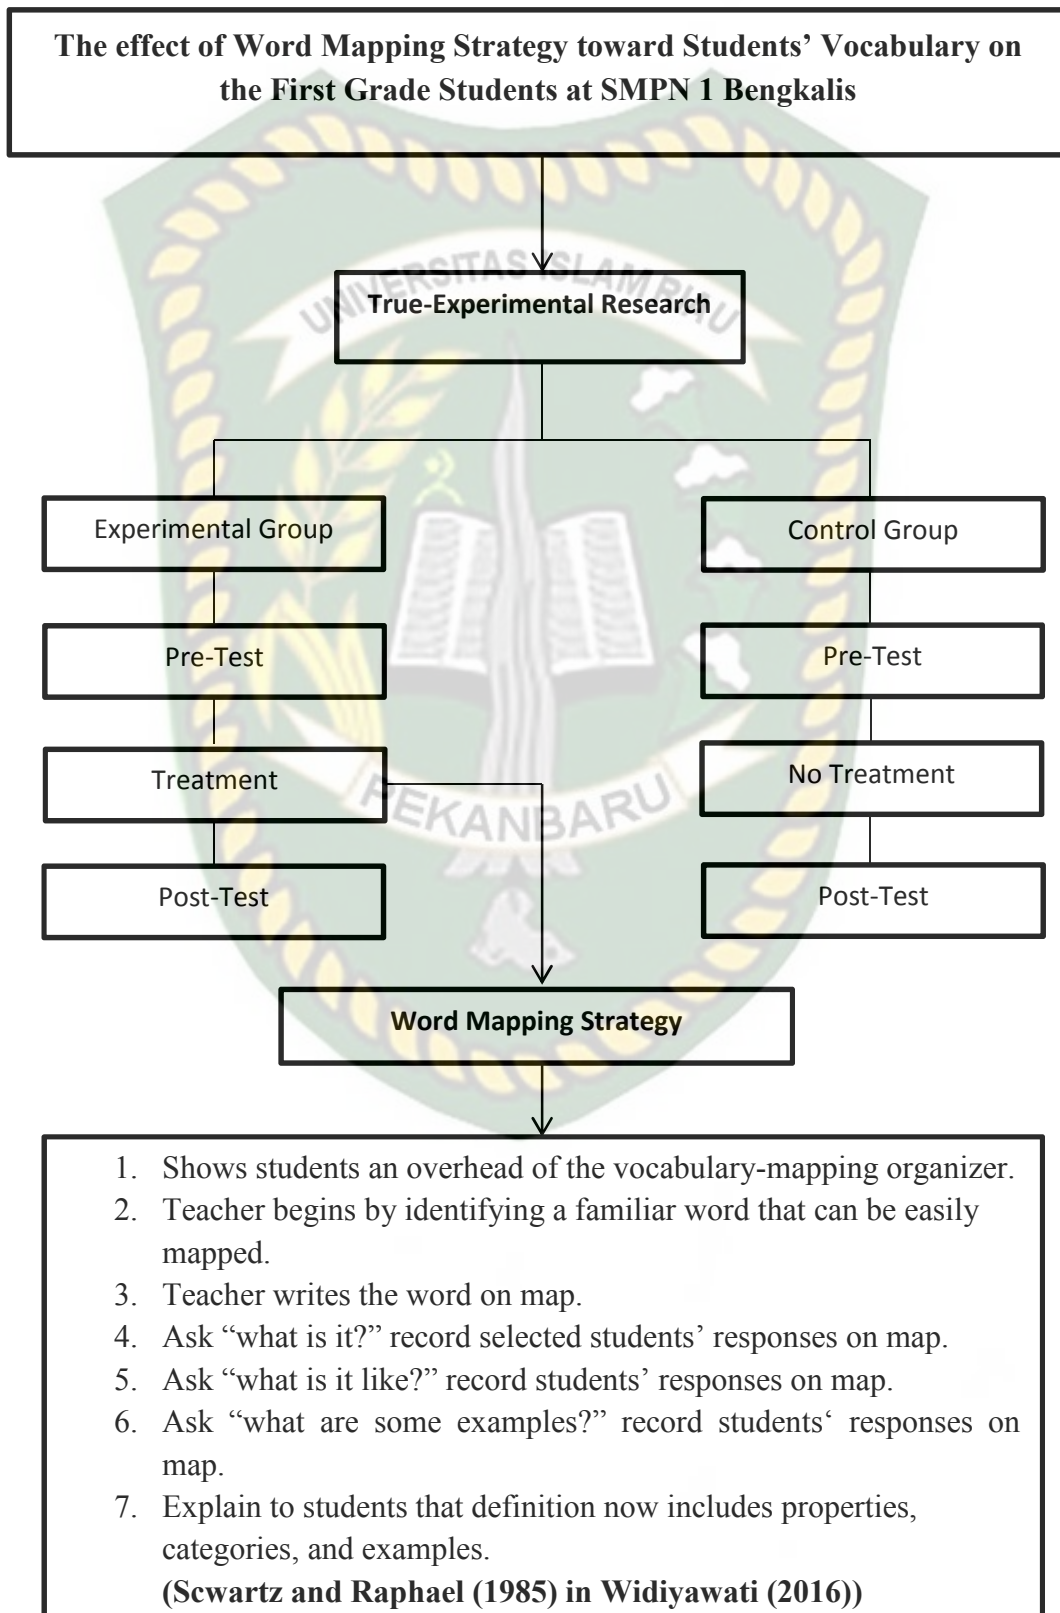 The effect of Word Mapping Strategy toward Students’ Vocabulary on
the First Grade Students at SMPN 1 Bengkalis
UNIVERSITAS ISLAM RIAU
True-Experimental Research
Experimental Group
Control Group
Pre-Test
Pre-Test
Treatment
No Treatment
PEKANBARU
Post-Test
Post-Test
Word Mapping Strategy
1. Shows students an overhead of the vocabulary-mapping organizer.
2. Teacher begins by identifying a familiar word that can be easily
mapped.
3. Teacher writes the word on map.
4. Ask “what is it?” record selected students’ responses on map.
5. Ask “what is it like?” record students’ responses on map.
6. Ask “what are some examples?” record students‘ responses on
map.
7. Explain to students that definition now includes properties,
categories, and examples.
(Scwartz and Raphael (1985) in Widiyawati (2016))